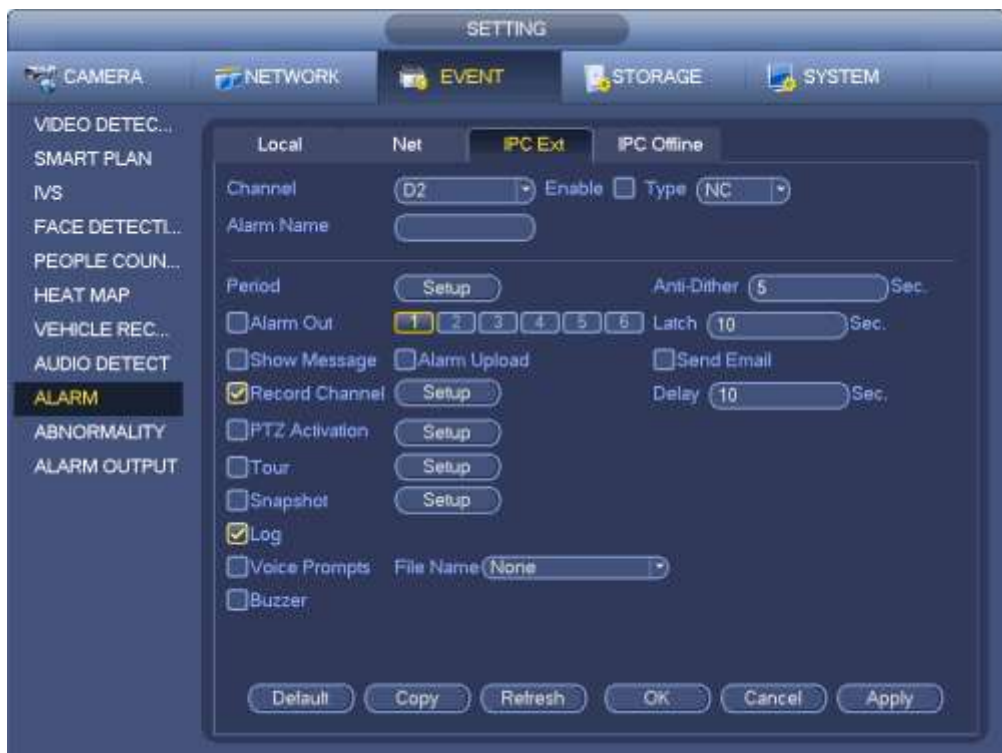 SETTING
CAMERA NETWORK EVENT STORAGE SYSTEM
VIDEO DETEC...
SMART PLAN
IVS
FACE DETECTI...
PEOPLE COUN...
HEAT MAP
VEHICLE REC...
AUDIO DETECT
ALARM
ABNORMALITY
ALARM OUTPUT
Local Net IPC Ext IPC Offline
Channel D2 Enable Type NC
Alarm Name
Period Setup Anti-Dither 5 Sec.
Alarm Out 1 2 3 4 5 6 Latch 10 Sec.
Show Message Alarm Upload Send Email
Record Channel Setup Delay 10 Sec.
PTZ Activation Setup
Tour Setup
Snapshot Setup
Log
Voice Prompts File Name None
Buzzer
Default Copy Refresh OK Cancel Apply